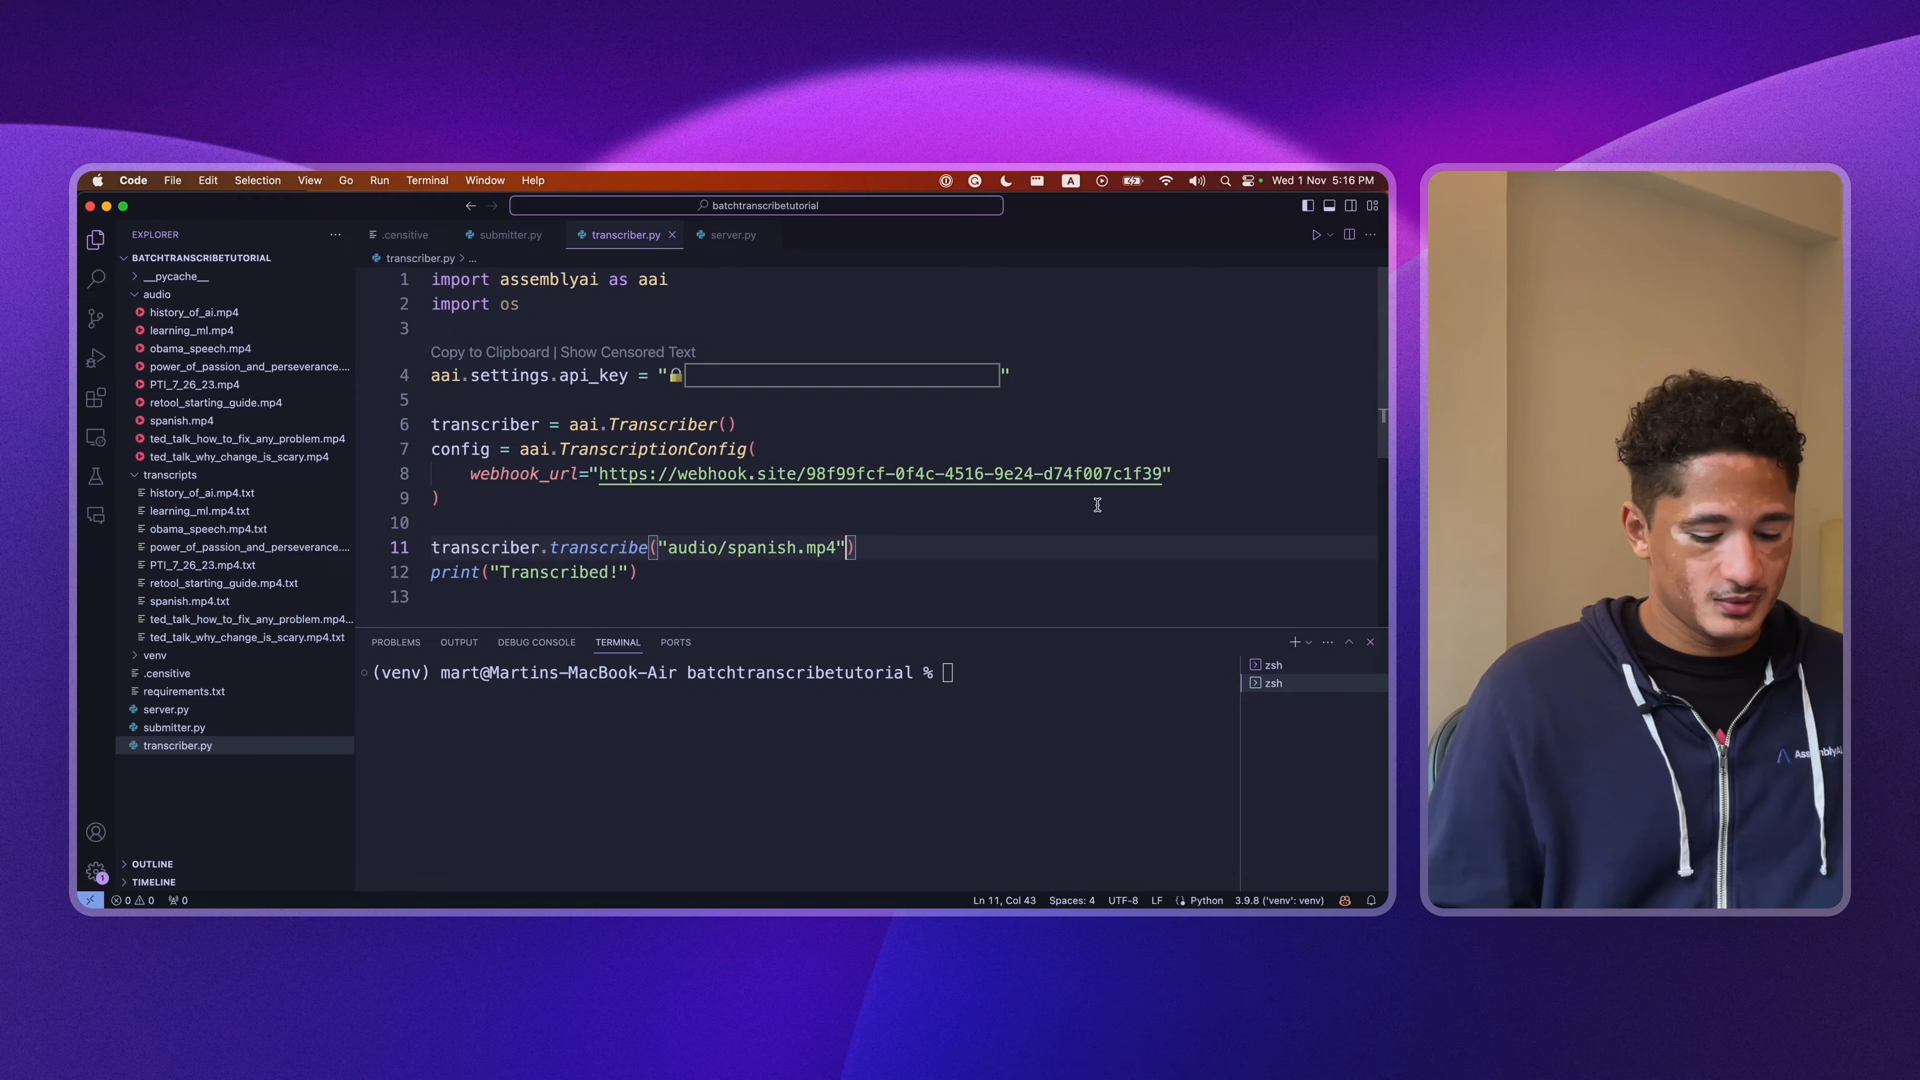 Code File Edit Selection View Go Run Terminal Window Help
A
Wed 1 Nov 5:16 PM
batchtranscribetutorial
EXPLORER
.censitive
submitter.py
transcriber.py
server.py
BATCHTRANSCRIBETUTORIAL
__pycache__
audio
history_of_ai.mp4
learning_ml.mp4
obama_speech.mp4
power_of_passion_and_perseverance....
PTI_7_26_23.mp4
retool_starting_guide.mp4
spanish.mp4
ted_talk_how_to_fix_any_problem.mp4
ted_talk_why_change_is_scary.mp4
transcripts
history_of_ai.mp4.txt
learning_ml.mp4.txt
obama_speech.mp4.txt
power_of_passion_and_perseverance....
PTI_7_26_23.mp4.txt
retool_starting_guide.mp4.txt
spanish.mp4.txt
ted_talk_how_to_fix_any_problem.mp4...
ted_talk_why_change_is_scary.mp4.txt
venv
.censitive
requirements.txt
server.py
submitter.py
transcriber.py
OUTLINE
TIMELINE
transcriber.py > ...
1 import assemblyai as aai
2 import os
3
Copy to Clipboard | Show Censored Text
4 aai.settings.api_key = "🔒"
5
6 transcriber = aai.Transcriber()
7 config = aai.TranscriptionConfig(
8 webhook_url="https://webhook.site/98f99fcf-0f4c-4516-9e24-d74f007c1f39"
9 )
10
11 transcriber.transcribe("audio/spanish.mp4")
12 print("Transcribed!")
13
PROBLEMS OUTPUT DEBUG CONSOLE TERMINAL PORTS
(venv) mart@Martins-MacBook-Air batchtranscribetutorial %
zsh
zsh
1
0 0 0
Ln 11, Col 43 Spaces: 4 UTF-8 LF Python 3.9.8 ('venv': venv)